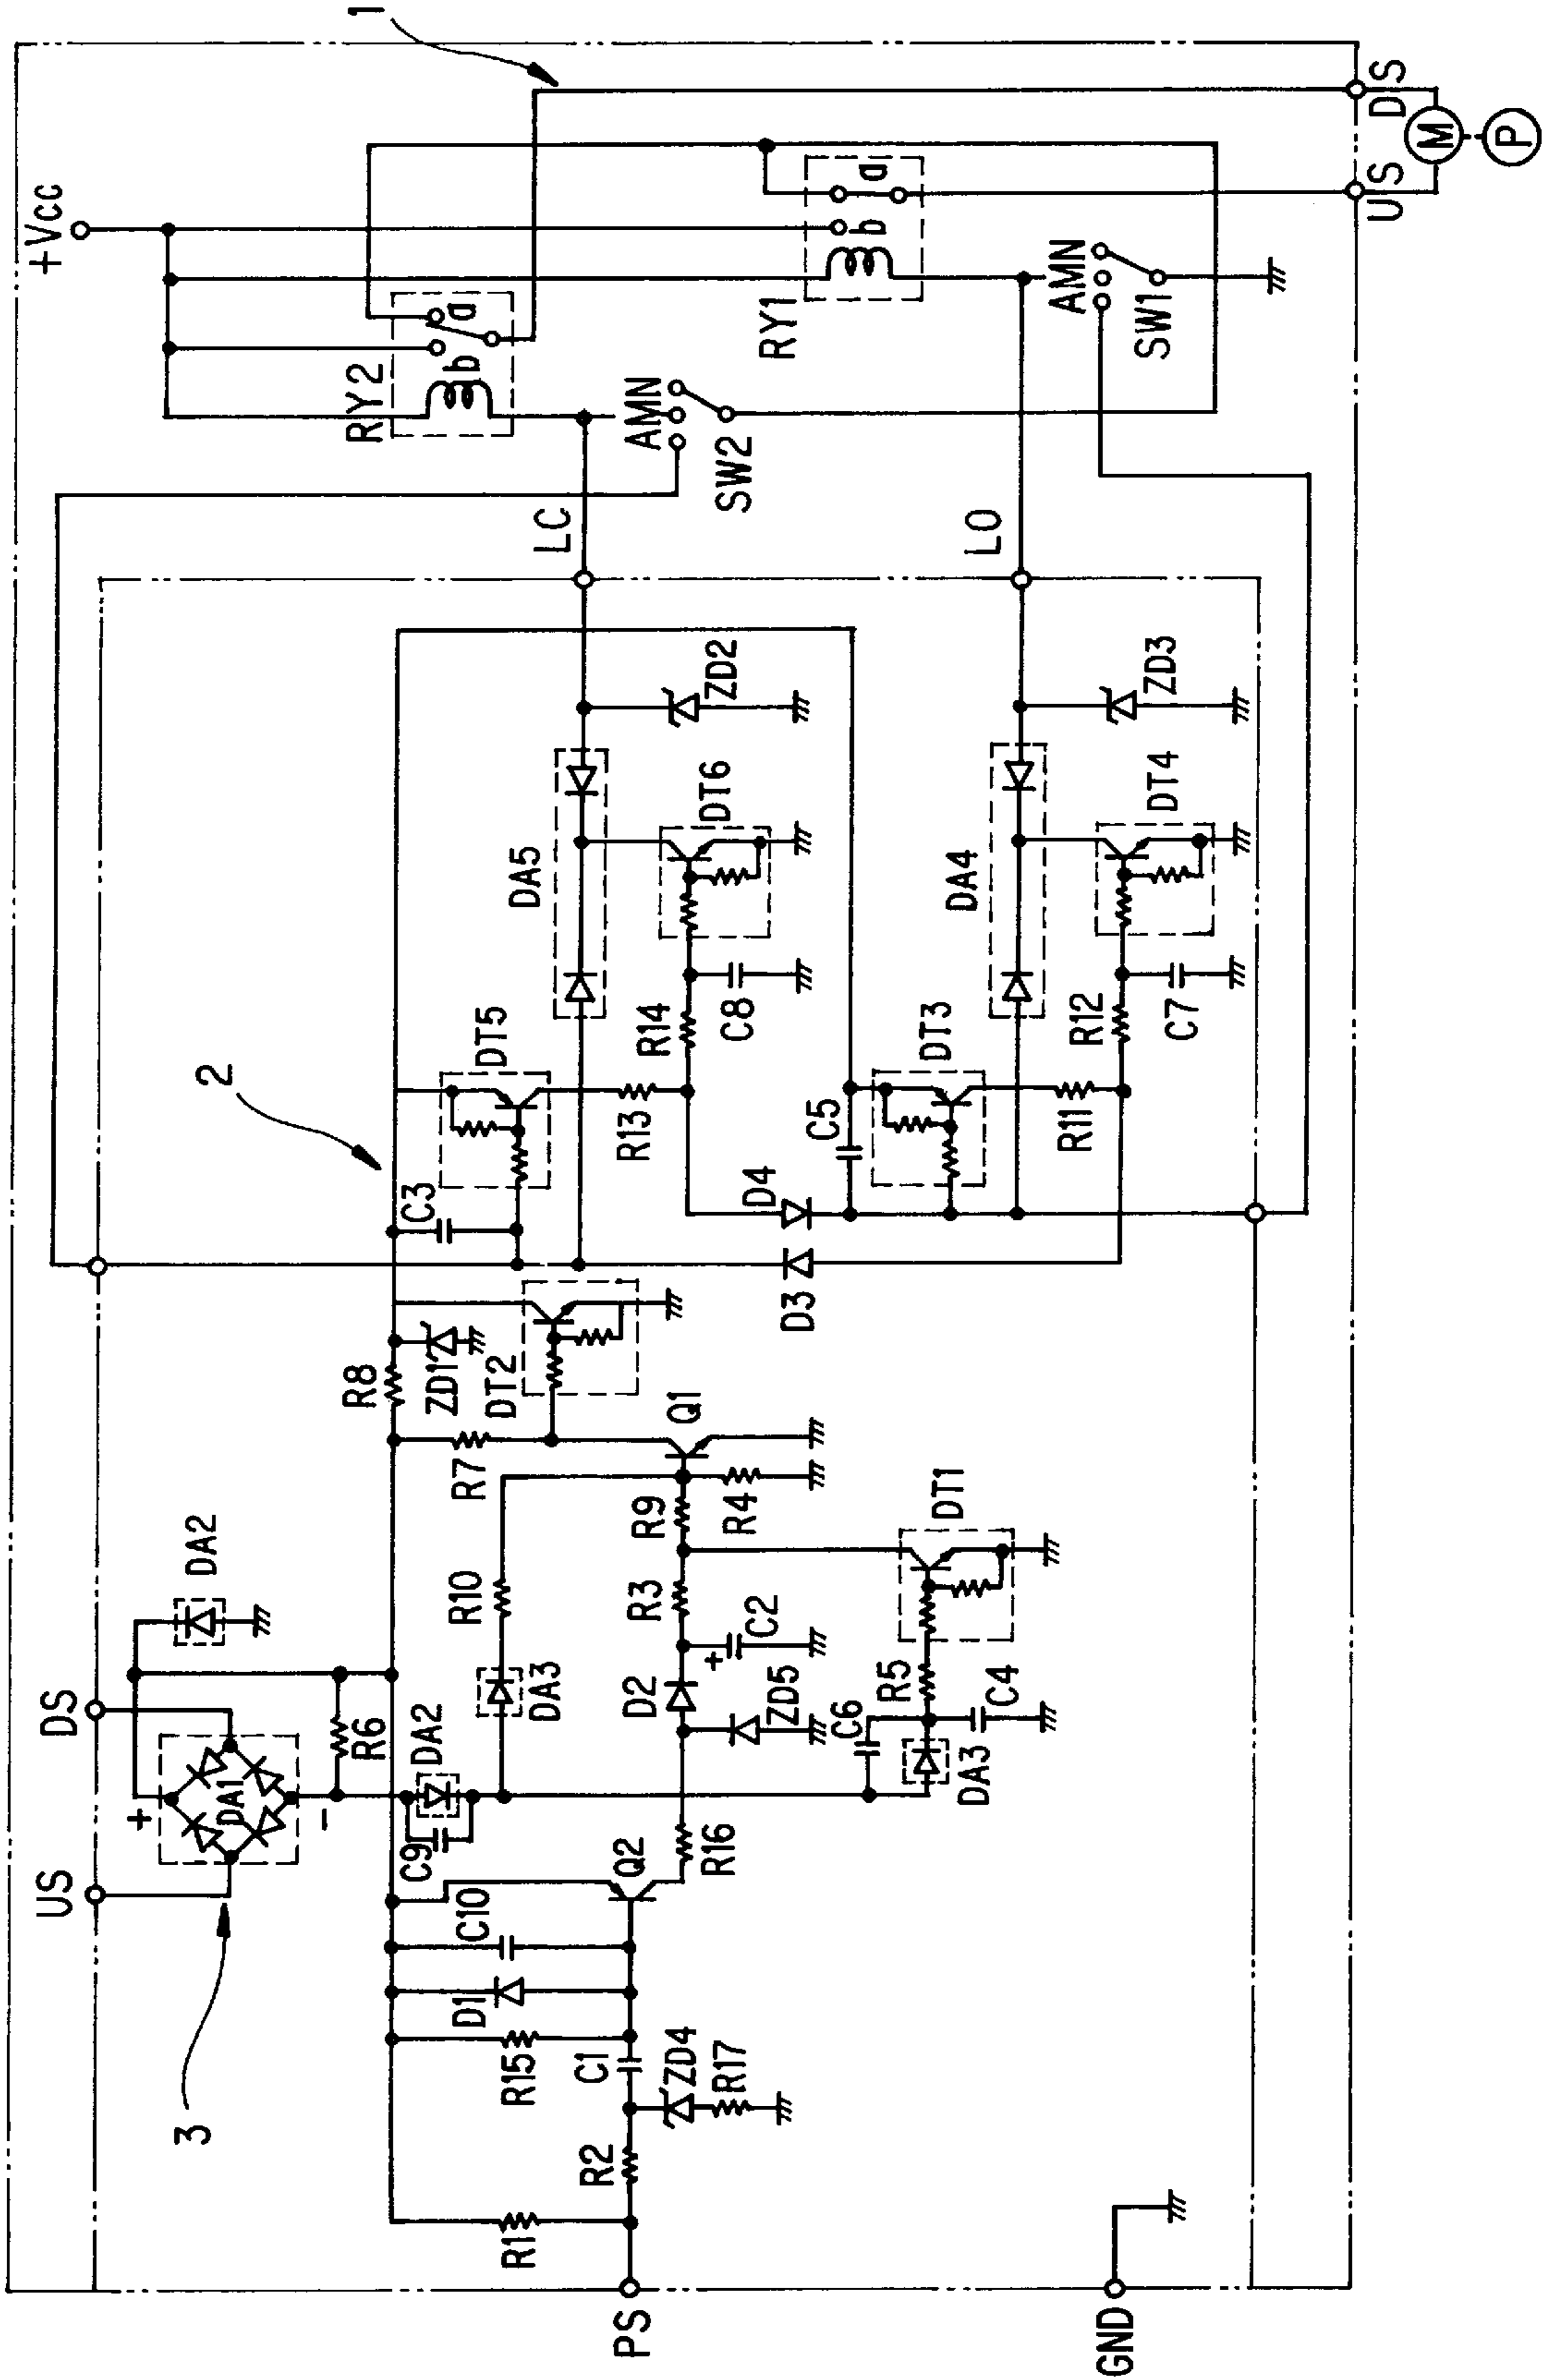 1
+Vcc
RY2
b
a
AMN
SW2
RY1
b
a
AMN
SW1
US
DS
M
P
LC
LO
2
C3
DT5
R13
R14
DA5
C8
DT6
ZD2
D4
D3
C5
DT3
R11
R12
DA4
C7
DT4
ZD3
US
DS
3
+
DA1
-
DA2
R6
R8
ZD1
DT2
R7
Q1
C9
DA2
R10
DA3
R9
R4
R3
D2
+
C2
ZD5
DT1
R5
C6
C4
DA3
C10
Q2
R16
D1
R15
C1
ZD4
R17
R2
R1
PS
GND